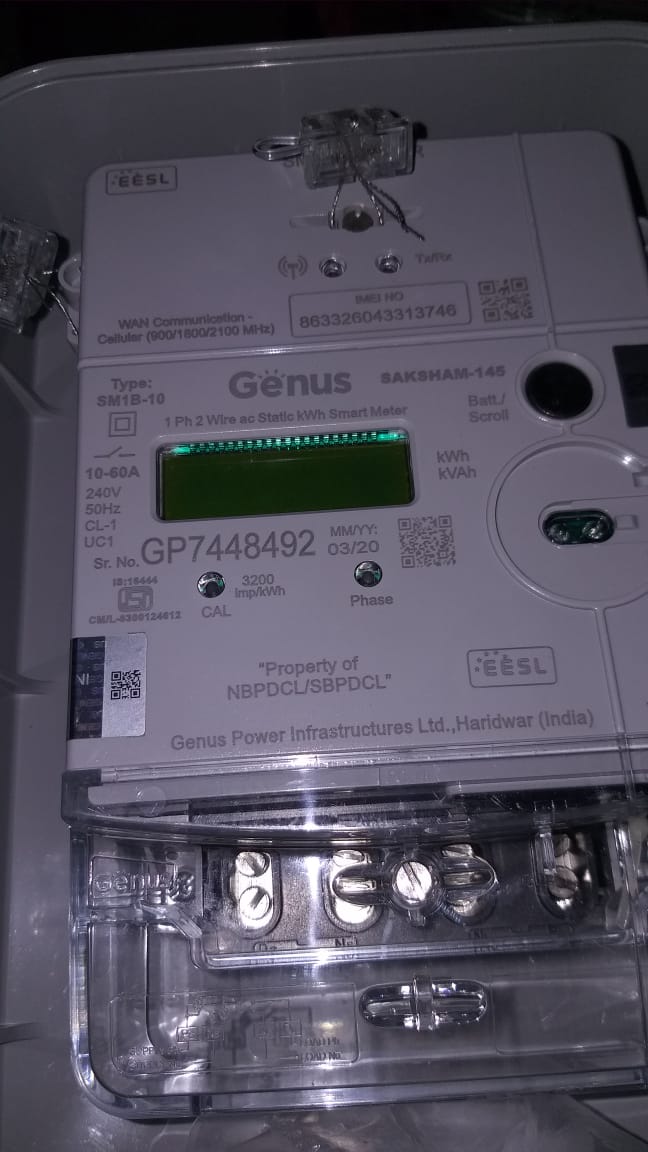 EESL
Tx/Rx
IMEI NO
863326043313746
WAN Communication -
Cellular (900/1800/2100 MHz)
Type:
SM1B-10
Genus
SAKSHAM-145
Batt./
Scroll
1 Ph 2 Wire ac Static kWh Smart Meter
10-60A
240V
50Hz
CL-1
UC1
kWh
kVAh
Sr. No. GP7448492
MM/YY:
03/20
IS:16444
CM/L-8300124612
CAL
3200
imp/kWh
Phase
"Property of
NBPDCL/SBPDCL"
EESL
Genus Power Infrastructures Ltd.,Haridwar (India)
Genus